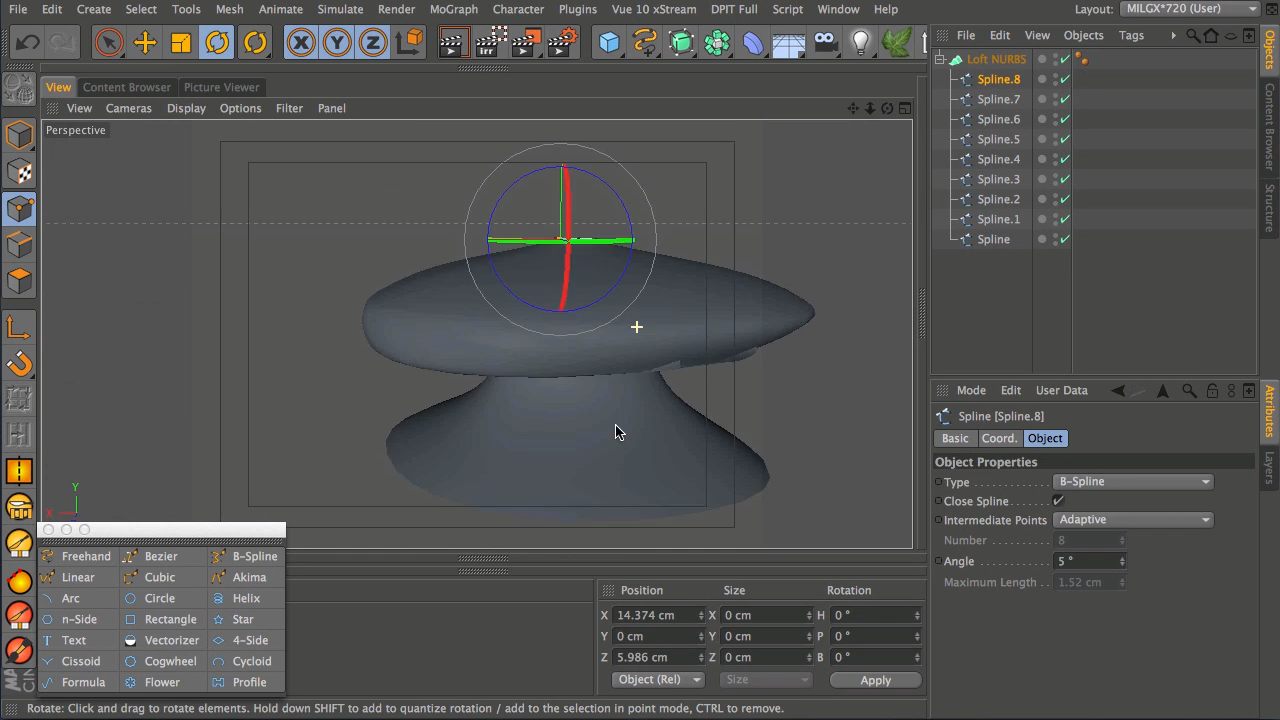 File Edit Create Select Tools Mesh Animate Simulate Render MoGraph Character Plugins Vue 10 xStream DPIT Full Script Window Help Layout: MILGX*720 (User)
X Y Z irr
File Edit View Objects Tags
View Content Browser Picture Viewer
View Cameras Display Options Filter Panel
Perspective
Loft NURBS
Spline.8
Spline.7
Spline.6
Spline.5
Spline.4
Spline.3
Spline.2
Spline.1
Spline
Objects
Content Browser
Structure
Mode Edit User Data
Spline [Spline.8]
Basic Coord. Object
Object Properties
Type B-Spline
Close Spline
Intermediate Points Adaptive
Number 8
Angle 5 °
Maximum Length 1.52 cm
Attributes
Layers
Y
X
Freehand Bezier B-Spline
Linear Cubic Akima
Arc Circle Helix
n-Side Rectangle Star
Text Vectorizer 4-Side
Cissoid Cogwheel Cycloid
Formula Flower Profile
Position Size Rotation
X 14.374 cm X 0 cm H 0 °
Y 0 cm Y 0 cm P 0 °
Z 5.986 cm Z 0 cm B 0 °
Object (Rel) Size Apply
Rotate: Click and drag to rotate elements. Hold down SHIFT to add to quantize rotation / add to the selection in point mode, CTRL to remove.